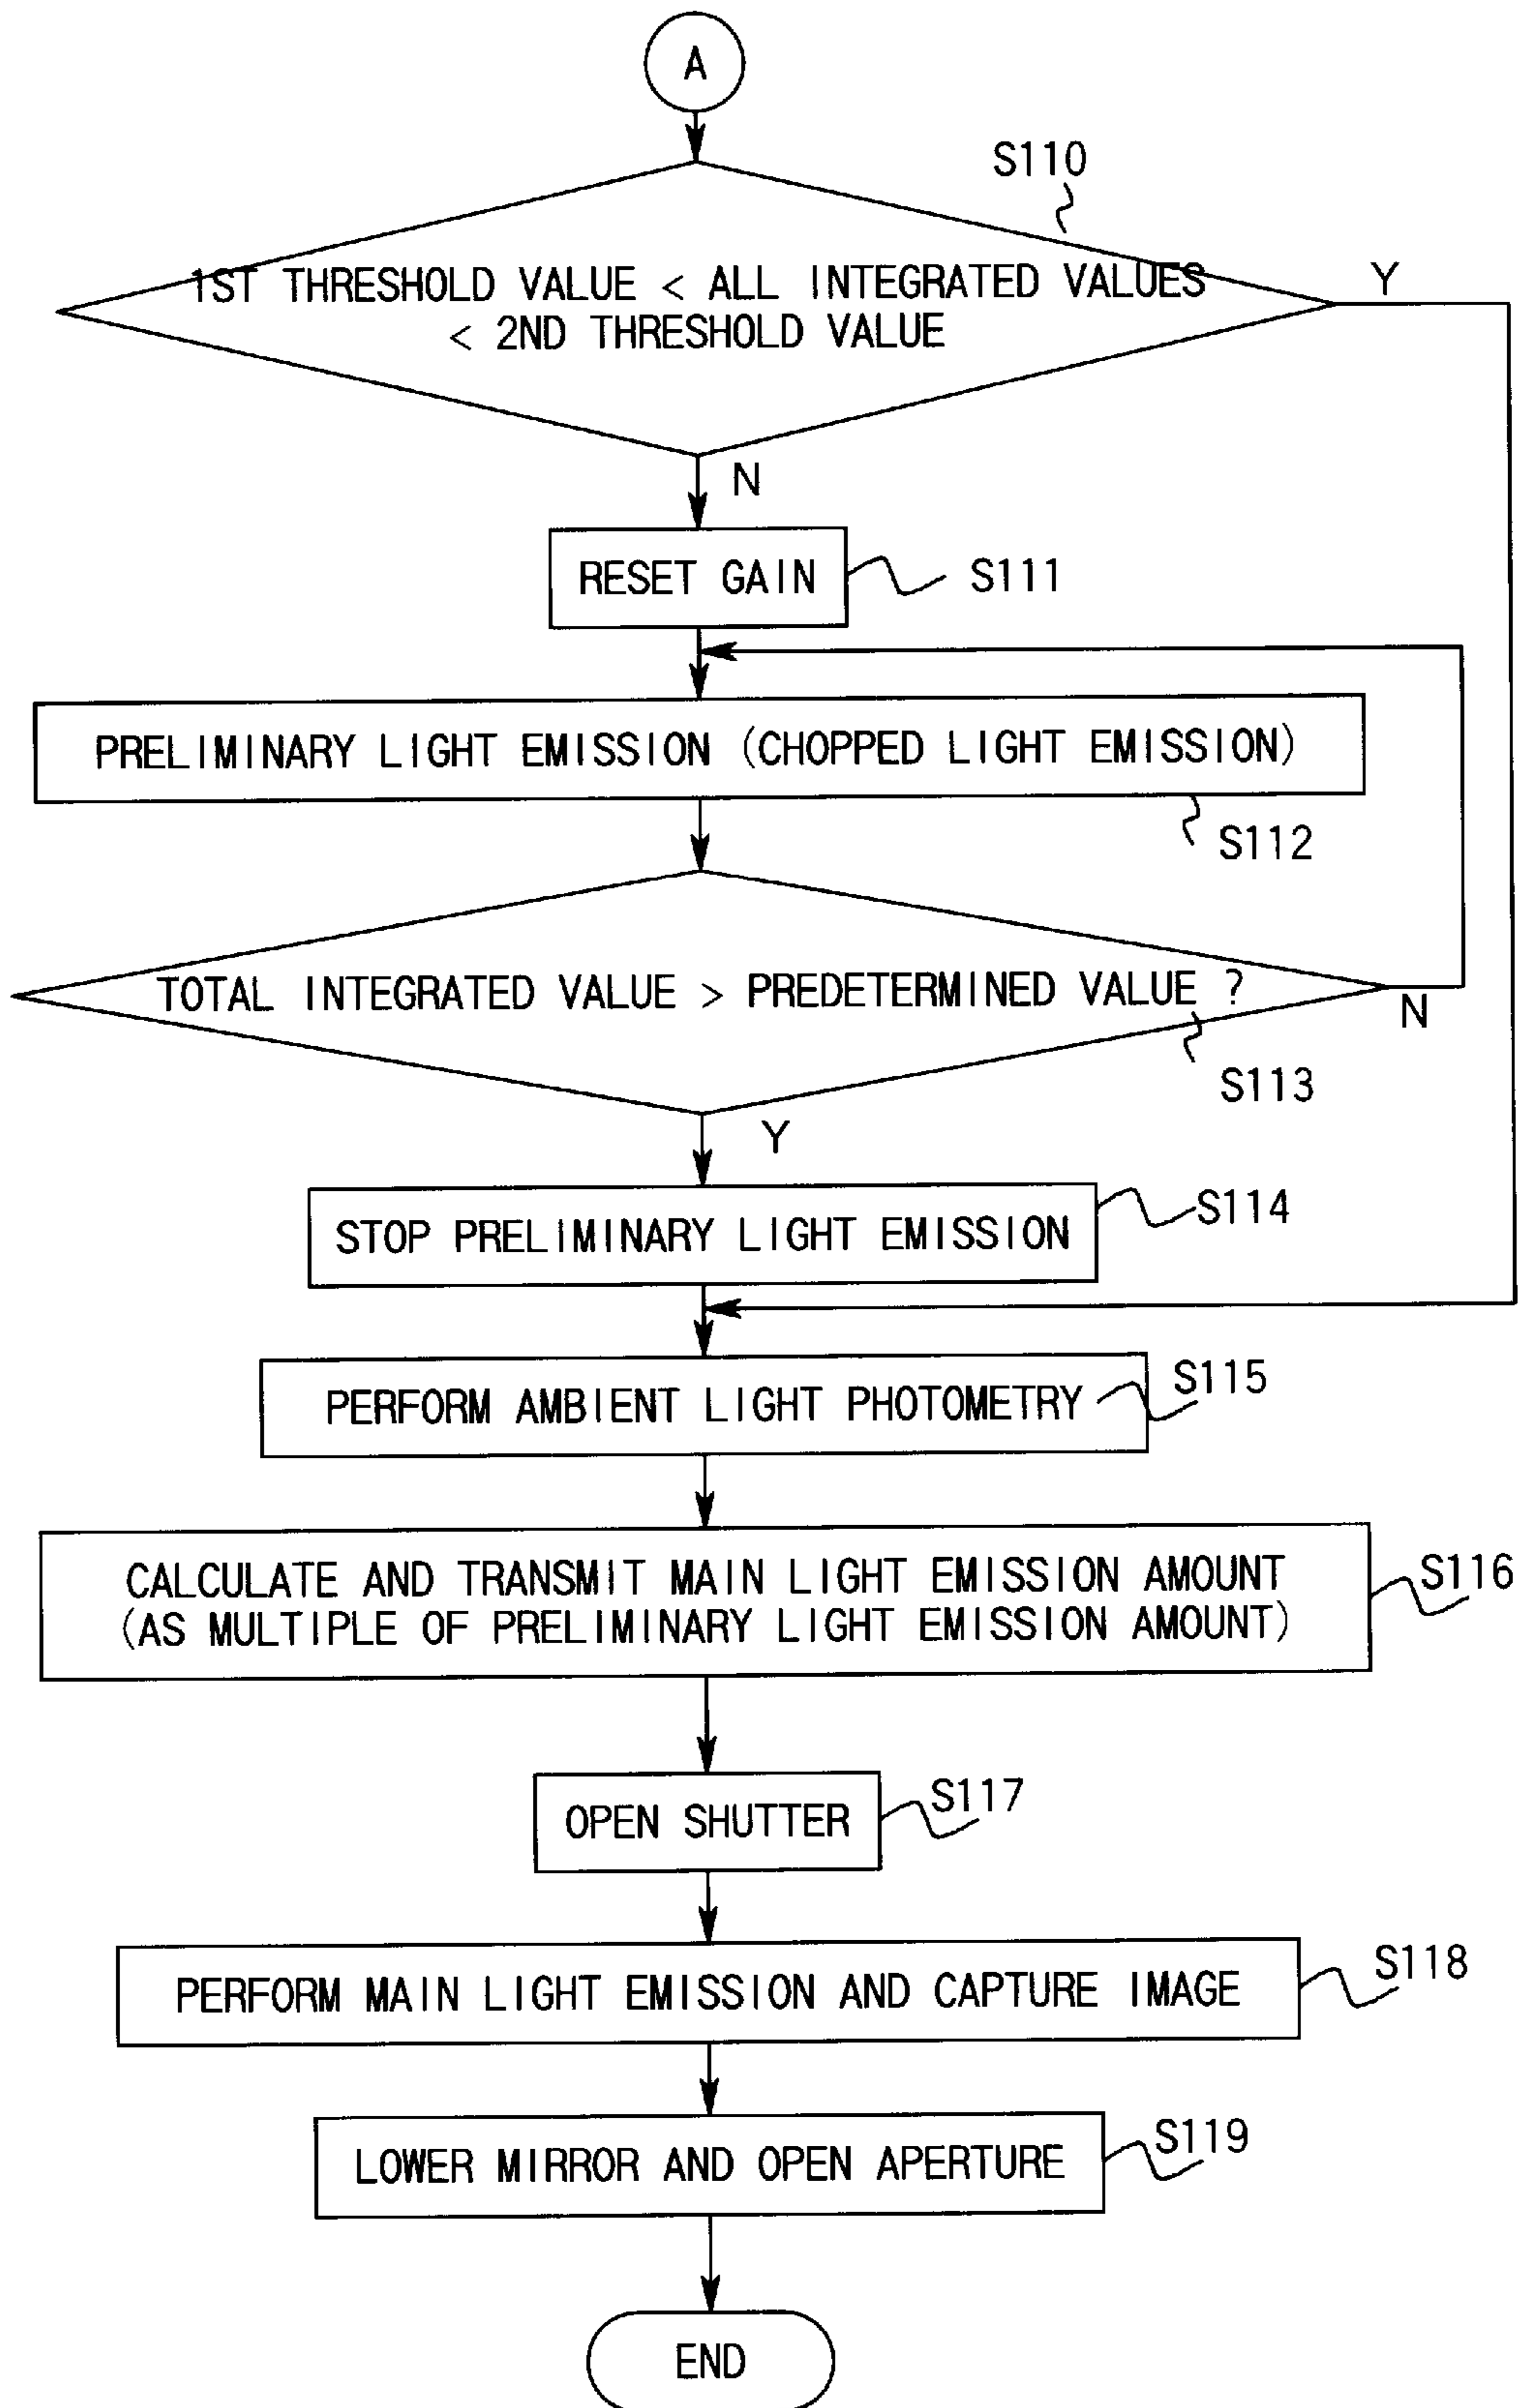 A
S110
1ST THRESHOLD VALUE < ALL INTEGRATED VALUES
< 2ND THRESHOLD VALUE
Y
N
RESET GAIN
S111
PRELIMINARY LIGHT EMISSION (CHOPPED LIGHT EMISSION)
S112
TOTAL INTEGRATED VALUE > PREDETERMINED VALUE ?
N
S113
Y
STOP PRELIMINARY LIGHT EMISSION
S114
PERFORM AMBIENT LIGHT PHOTOMETRY
S115
CALCULATE AND TRANSMIT MAIN LIGHT EMISSION AMOUNT
(AS MULTIPLE OF PRELIMINARY LIGHT EMISSION AMOUNT)
S116
OPEN SHUTTER
S117
PERFORM MAIN LIGHT EMISSION AND CAPTURE IMAGE
S118
LOWER MIRROR AND OPEN APERTURE
S119
END